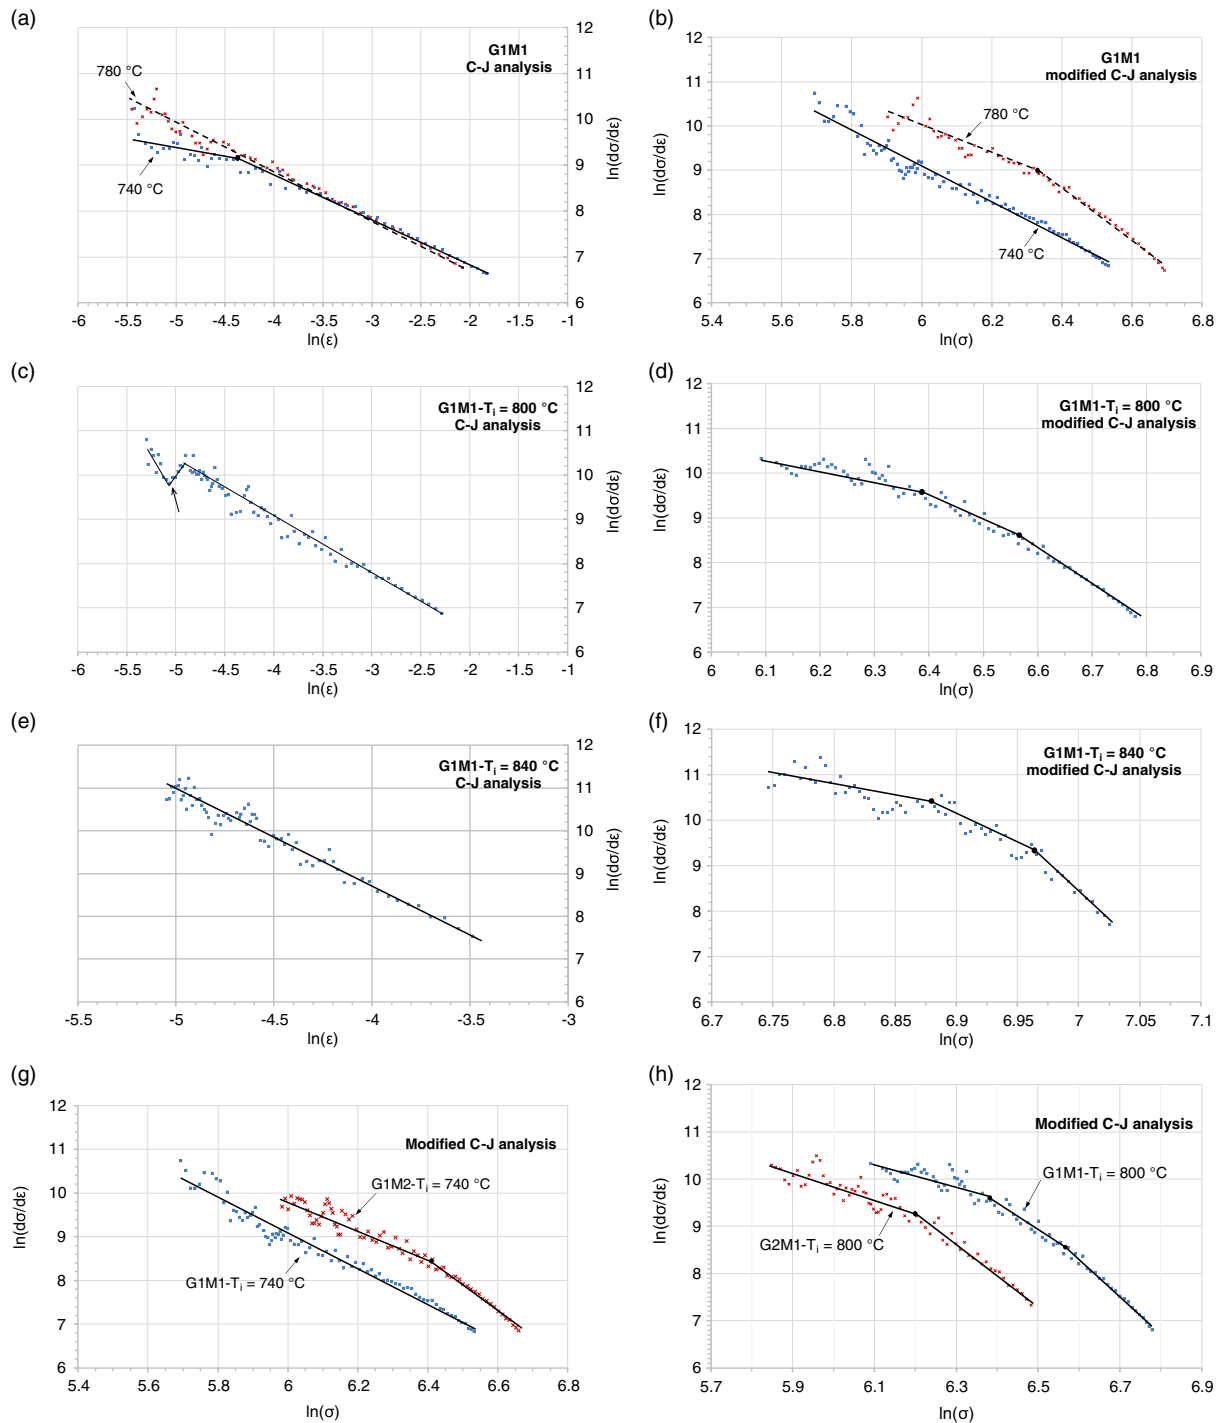 (a)
12
11
10
9
8
7
6
ln(dσ/dε)
G1M1
C-J analysis
780 °C
740 °C
-6
-5.5
-5
-4.5
-4
-3.5
-3
-2.5
-2
-1.5
-1
ln(ε)
(b)
12
11
10
9
8
7
6
ln(dσ/dε)
G1M1
modified C-J analysis
780 °C
740 °C
5.4
5.6
5.8
6
6.2
6.4
6.6
6.8
ln(σ)
(c)
12
11
10
9
8
7
6
ln(dσ/dε)
G1M1-Ti = 800 °C
C-J analysis
-6
-5.5
-5
-4.5
-4
-3.5
-3
-2.5
-2
-1.5
-1
ln(ε)
(d)
12
11
10
9
8
7
6
ln(dσ/dε)
G1M1-Ti = 800 °C
modified C-J analysis
6
6.1
6.2
6.3
6.4
6.5
6.6
6.7
6.8
6.9
ln(σ)
(e)
12
11
10
9
8
7
6
ln(dσ/dε)
G1M1-Ti = 840 °C
C-J analysis
-5.5
-5
-4.5
-4
-3.5
-3
ln(ε)
(f)
12
11
10
9
8
7
6
ln(dσ/dε)
G1M1-Ti = 840 °C
modified C-J analysis
6.7
6.75
6.8
6.85
6.9
6.95
7
7.05
7.1
ln(σ)
(g)
12
11
10
9
8
7
6
ln(dσ/dε)
Modified C-J analysis
G1M2-Ti = 740 °C
G1M1-Ti = 740 °C
5.4
5.6
5.8
6
6.2
6.4
6.6
6.8
ln(σ)
(h)
12
11
10
9
8
7
6
ln(dσ/dε)
Modified C-J analysis
G1M1-Ti = 800 °C
G2M1-Ti = 800 °C
5.7
5.9
6.1
6.3
6.5
6.7
6.9
ln(σ)